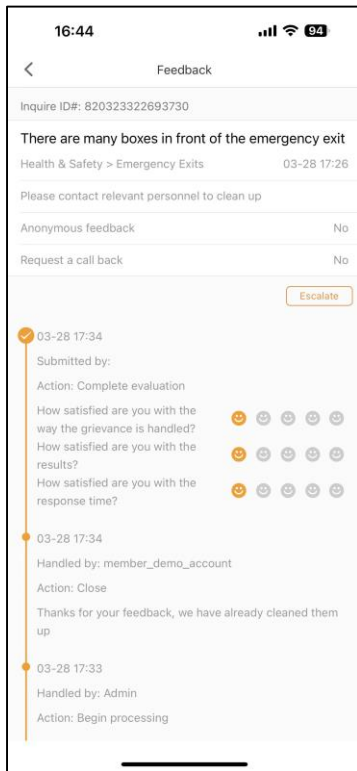 16:44
94
Feedback
Inquire ID#: 820323322693730
There are many boxes in front of the emergency exit
Health & Safety > Emergency Exits 03-28 17:26
Please contact relevant personnel to clean up
Anonymous feedback No
Request a call back No
Escalate
03-28 17:34
Submitted by:
Action: Complete evaluation
How satisfied are you with the
way the grievance is handled?
How satisfied are you with the
results?
How satisfied are you with the
response time?
03-28 17:34
Handled by: member_demo_account
Action: Close
Thanks for your feedback, we have already cleaned them
up
03-28 17:33
Handled by: Admin
Action: Begin processing